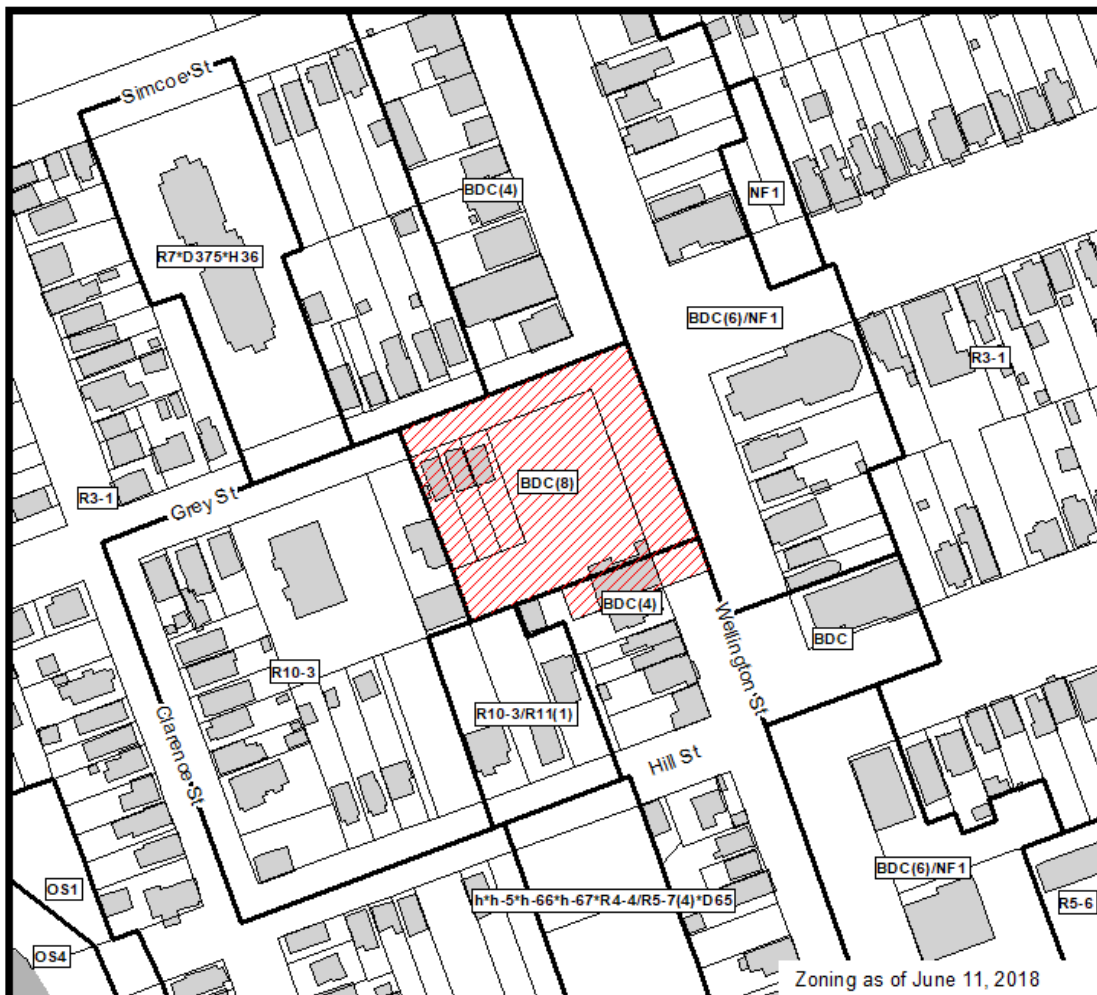 Simcoe St
BDC(4)
NF1
R7*D375*H36
BDC(6)/NF1
R3-1
BDC(8)
R3-1
Grey St
BDC(4)
Wellington St
BDC
R10-3
R10-3/R11(1)
Clarence St
Hill St
BDC(6)/NF1
OS1
h*h-5*h-66*h-67*R4-4/R5-7(4)*D65
R5-6
OS4
Zoning as of June 11, 2018